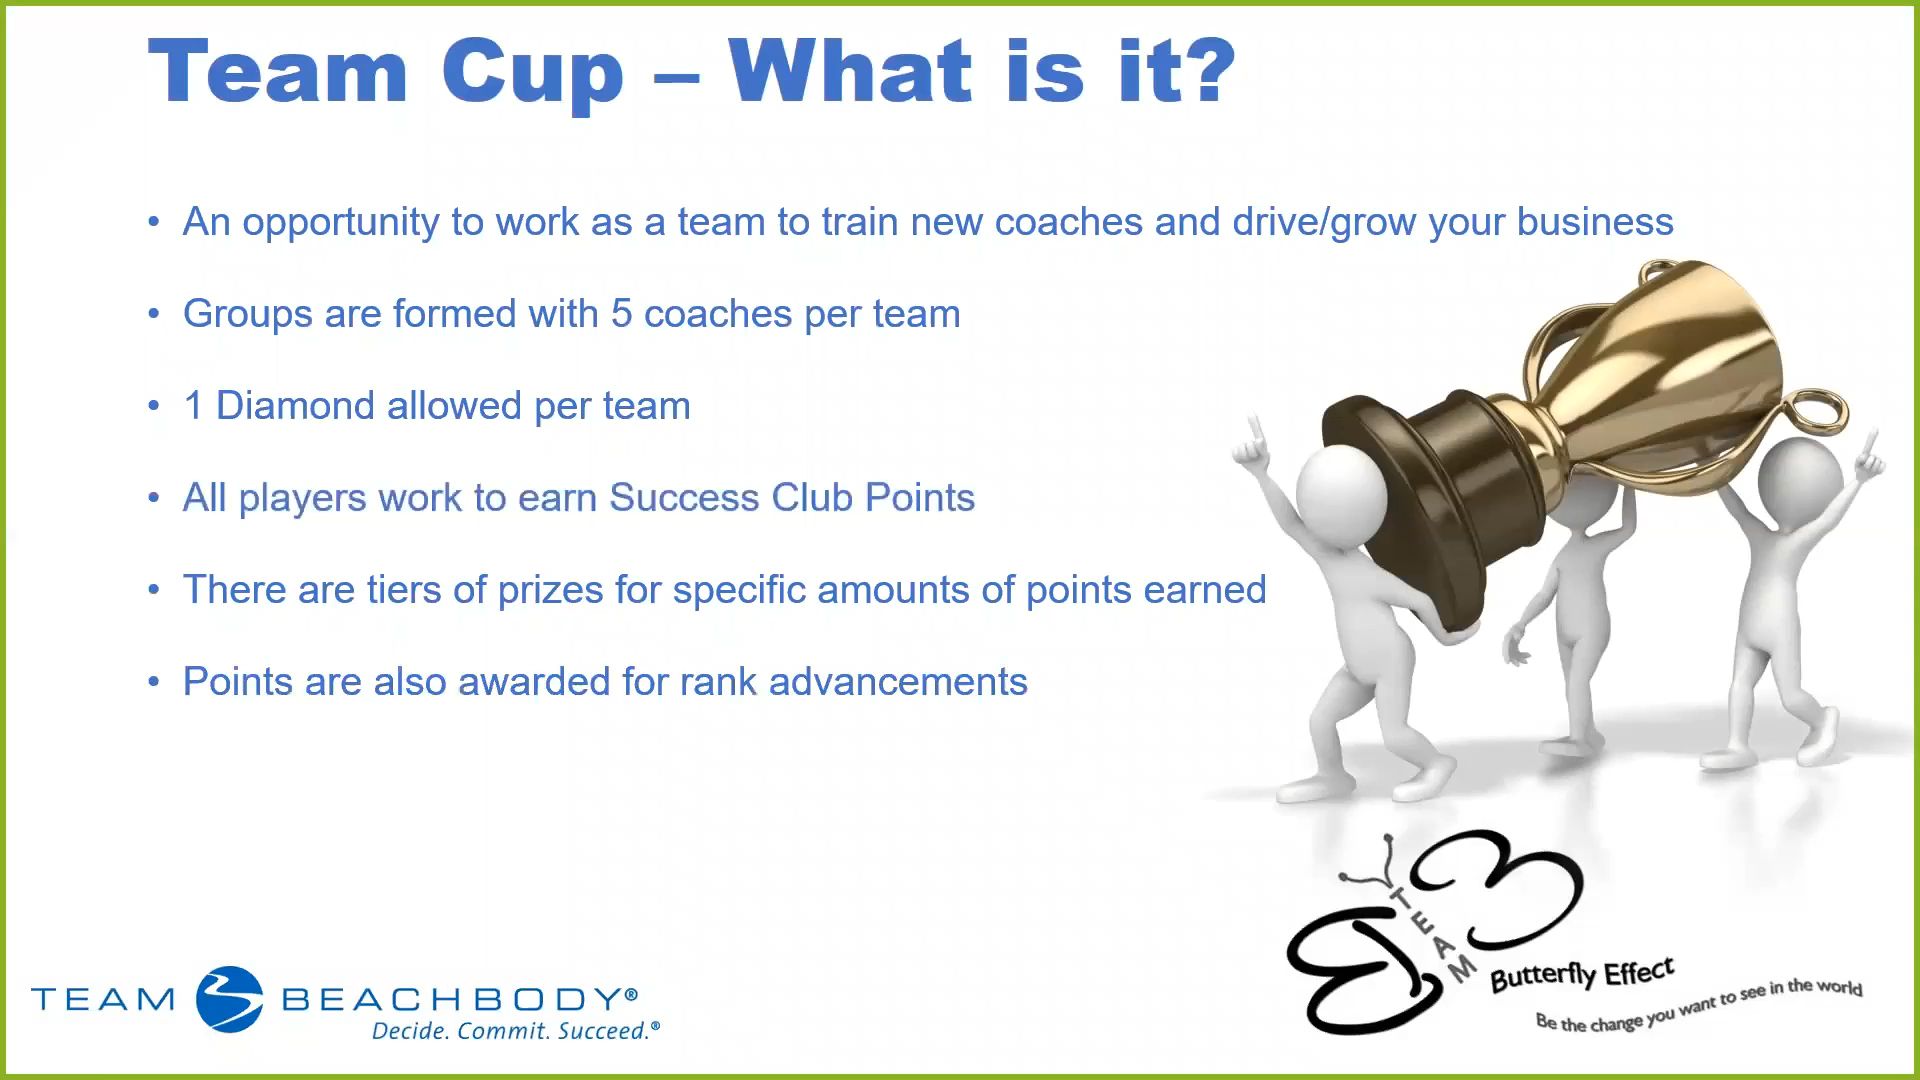 Team Cup – What is it?
• An opportunity to work as a team to train new coaches and drive/grow your business
• Groups are formed with 5 coaches per team
• 1 Diamond allowed per team
• All players work to earn Success Club Points
• There are tiers of prizes for specific amounts of points earned
• Points are also awarded for rank advancements
TEAM BEACHBODY®
Decide. Commit. Succeed.®
TEAM
Butterfly Effect
Be the change you want to see in the world